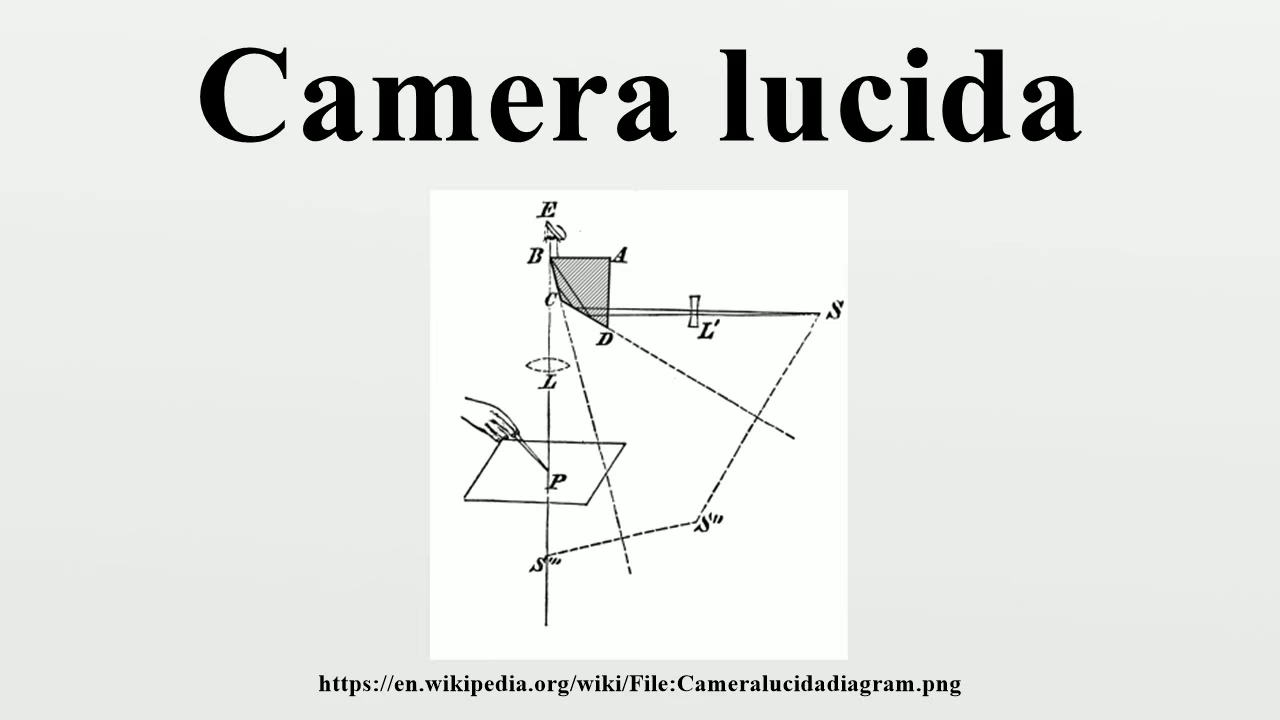 Camera lucida
E
B A
C
S
L'
D
L
P
S"
S'"
https://en.wikipedia.org/wiki/File:Cameralucidadiagram.png